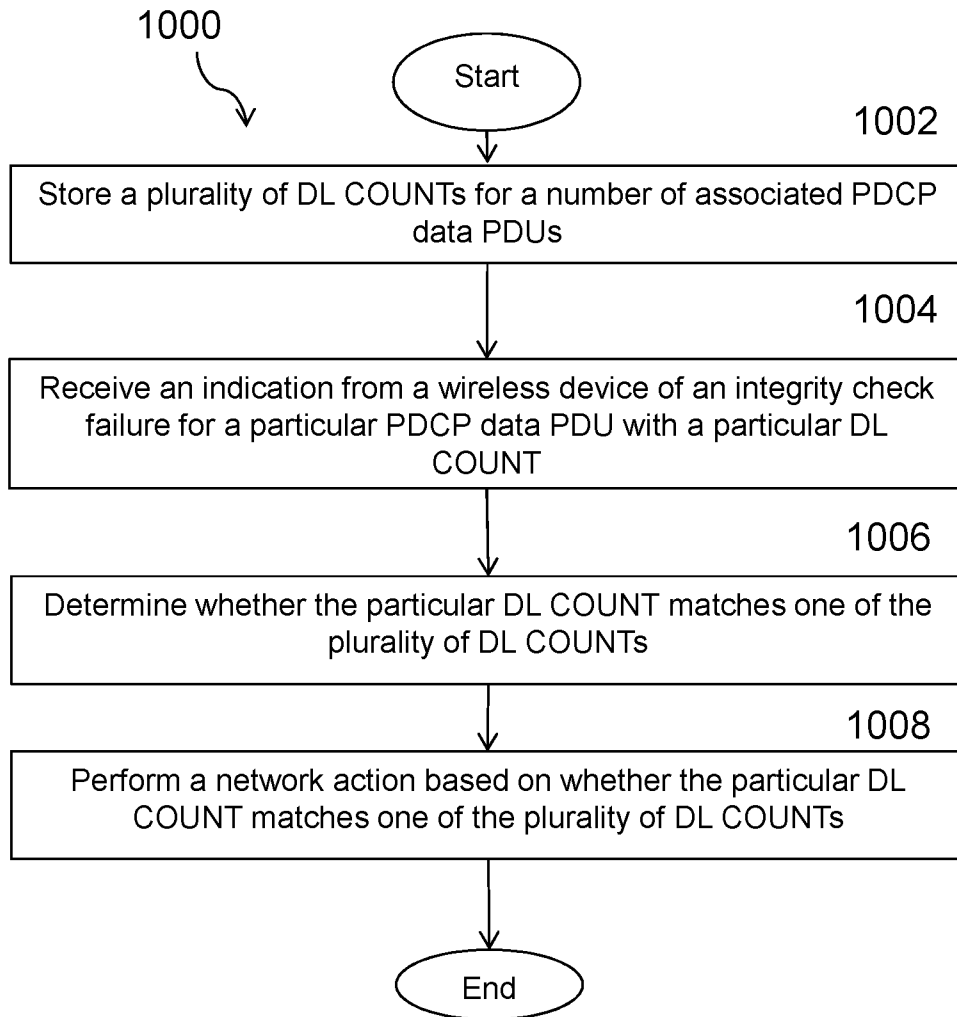 1000
Start
1002
Store a plurality of DL COUNTs for a number of associated PDCP
data PDUs
1004
Receive an indication from a wireless device of an integrity check
failure for a particular PDCP data PDU with a particular DL
COUNT
1006
Determine whether the particular DL COUNT matches one of the
plurality of DL COUNTs
1008
Perform a network action based on whether the particular DL
COUNT matches one of the plurality of DL COUNTs
End